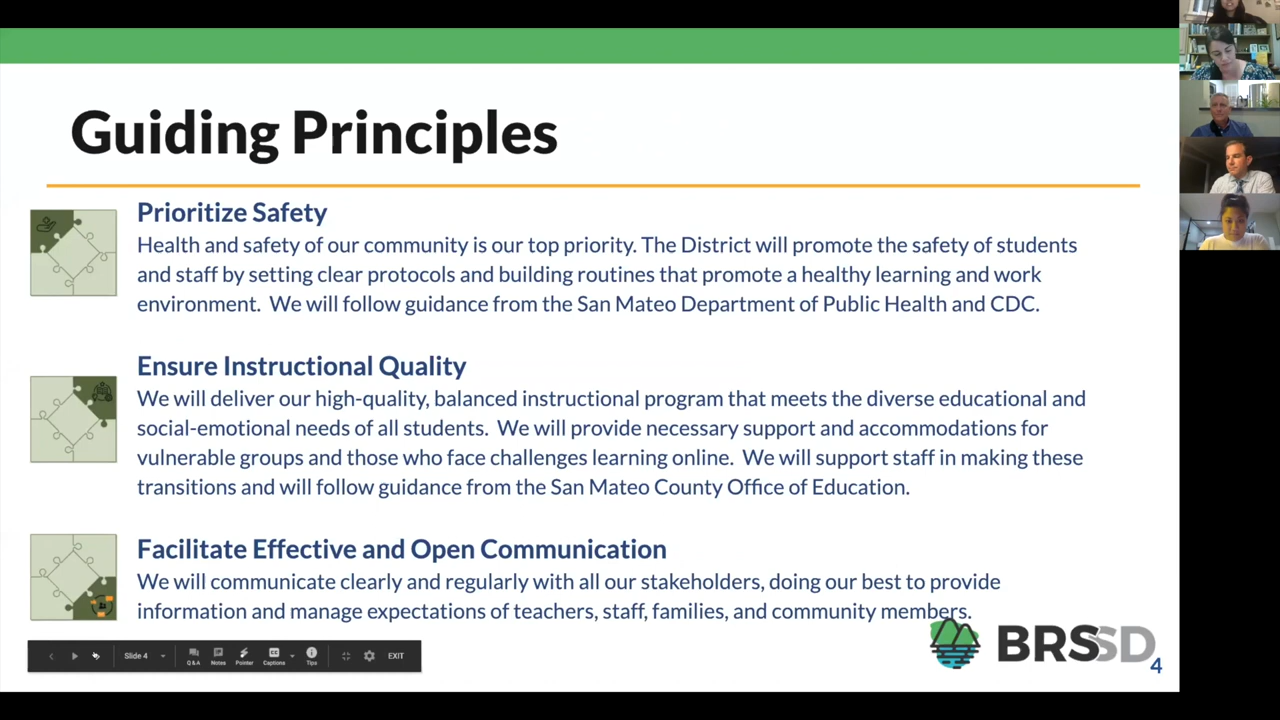 Guiding Principles
Prioritize Safety
Health and safety of our community is our top priority. The District will promote the safety of students
and staff by setting clear protocols and building routines that promote a healthy learning and work
environment. We will follow guidance from the San Mateo Department of Public Health and CDC.
Ensure Instructional Quality
We will deliver our high-quality, balanced instructional program that meets the diverse educational and
social-emotional needs of all students. We will provide necessary support and accommodations for
vulnerable groups and those who face challenges learning online. We will support staff in making these
transitions and will follow guidance from the San Mateo County Office of Education.
Facilitate Effective and Open Communication
We will communicate clearly and regularly with all our stakeholders, doing our best to provide
information and manage expectations of teachers, staff, families, and community members.
Slide 4
Q & A
Notes
Pointer
Captions
Tips
EXIT
BRSSD
4